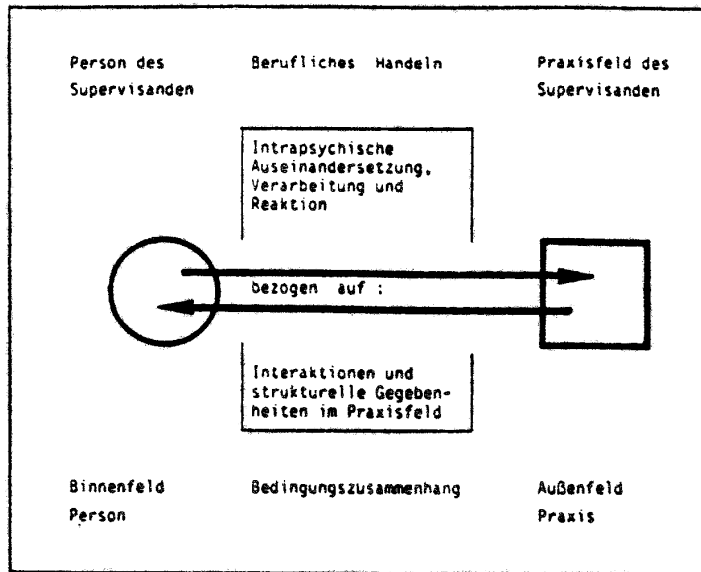 Person des Berufliches Handeln Praxisfeld des
Supervisanden Supervisanden
Intrapsychische
Auseinandersetzung,
Verarbeitung und
Reaktion
bezogen auf :
Interaktionen und
strukturelle Gegeben-
heiten im Praxisfeld
Binnenfeld Bedingungszusammenhang Außenfeld
Person Praxis